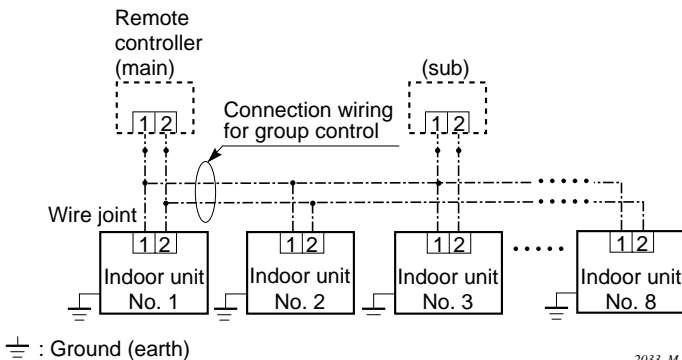 Remote
controller
(main)
(sub)
1 2
1 2
Connection wiring
for group control
Wire joint
1 2
1 2
1 2
1 2
Indoor unit
No. 1
Indoor unit
No. 2
Indoor unit
No. 3
Indoor unit
No. 8
: Ground (earth)
2033_M